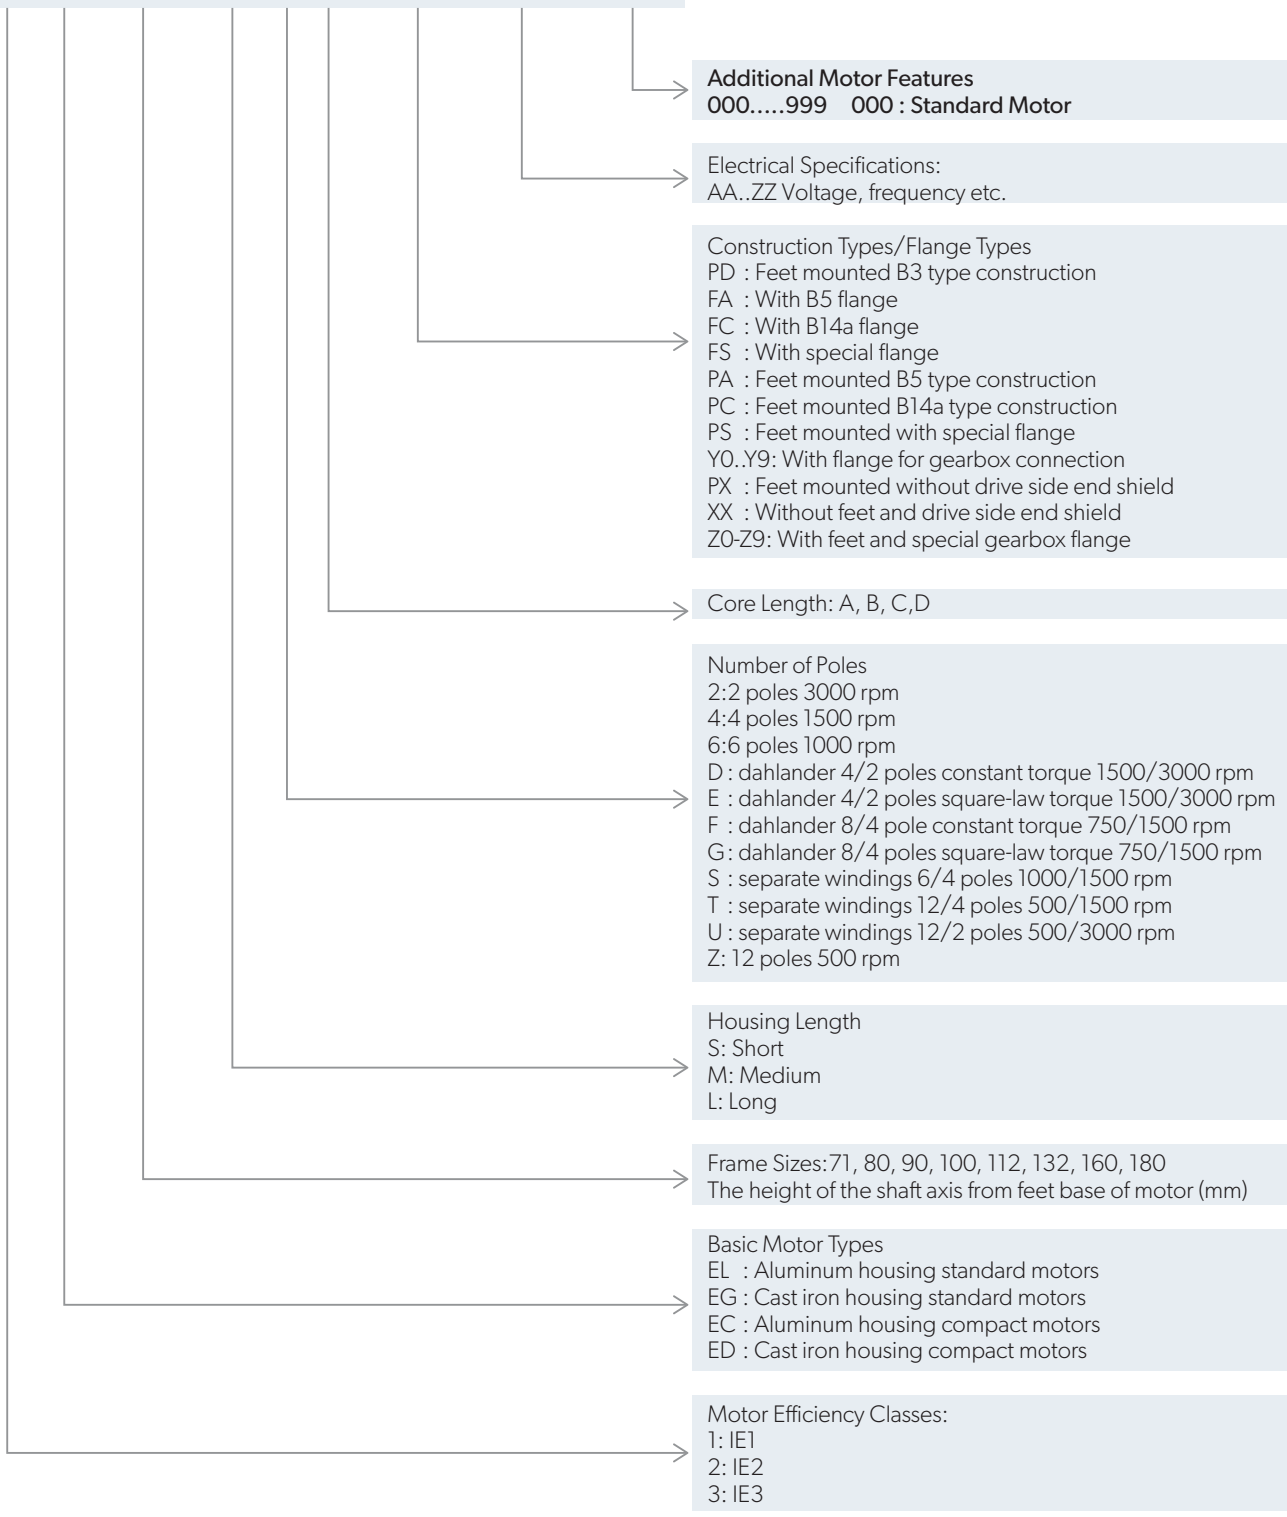 Additional Motor Features
000.....999 000 : Standard Motor
Electrical Specifications:
AA..ZZ Voltage, frequency etc.
Construction Types/Flange Types
PD : Feet mounted B3 type construction
FA : With B5 flange
FC : With B14a flange
FS : With special flange
PA : Feet mounted B5 type construction
PC : Feet mounted B14a type construction
PS : Feet mounted with special flange
Y0..Y9: With flange for gearbox connection
PX : Feet mounted without drive side end shield
XX : Without feet and drive side end shield
Z0-Z9: With feet and special gearbox flange
Core Length: A, B, C,D
Number of Poles
2:2 poles 3000 rpm
4:4 poles 1500 rpm
6:6 poles 1000 rpm
D : dahlander 4/2 poles constant torque 1500/3000 rpm
E : dahlander 4/2 poles square-law torque 1500/3000 rpm
F : dahlander 8/4 pole constant torque 750/1500 rpm
G : dahlander 8/4 poles square-law torque 750/1500 rpm
S : separate windings 6/4 poles 1000/1500 rpm
T : separate windings 12/4 poles 500/1500 rpm
U : separate windings 12/2 poles 500/3000 rpm
Z: 12 poles 500 rpm
Housing Length
S: Short
M: Medium
L: Long
Frame Sizes:71, 80, 90, 100, 112, 132, 160, 180
The height of the shaft axis from feet base of motor (mm)
Basic Motor Types
EL : Aluminum housing standard motors
EG : Cast iron housing standard motors
EC : Aluminum housing compact motors
ED : Cast iron housing compact motors
Motor Efficiency Classes:
1: IE1
2: IE2
3: IE3